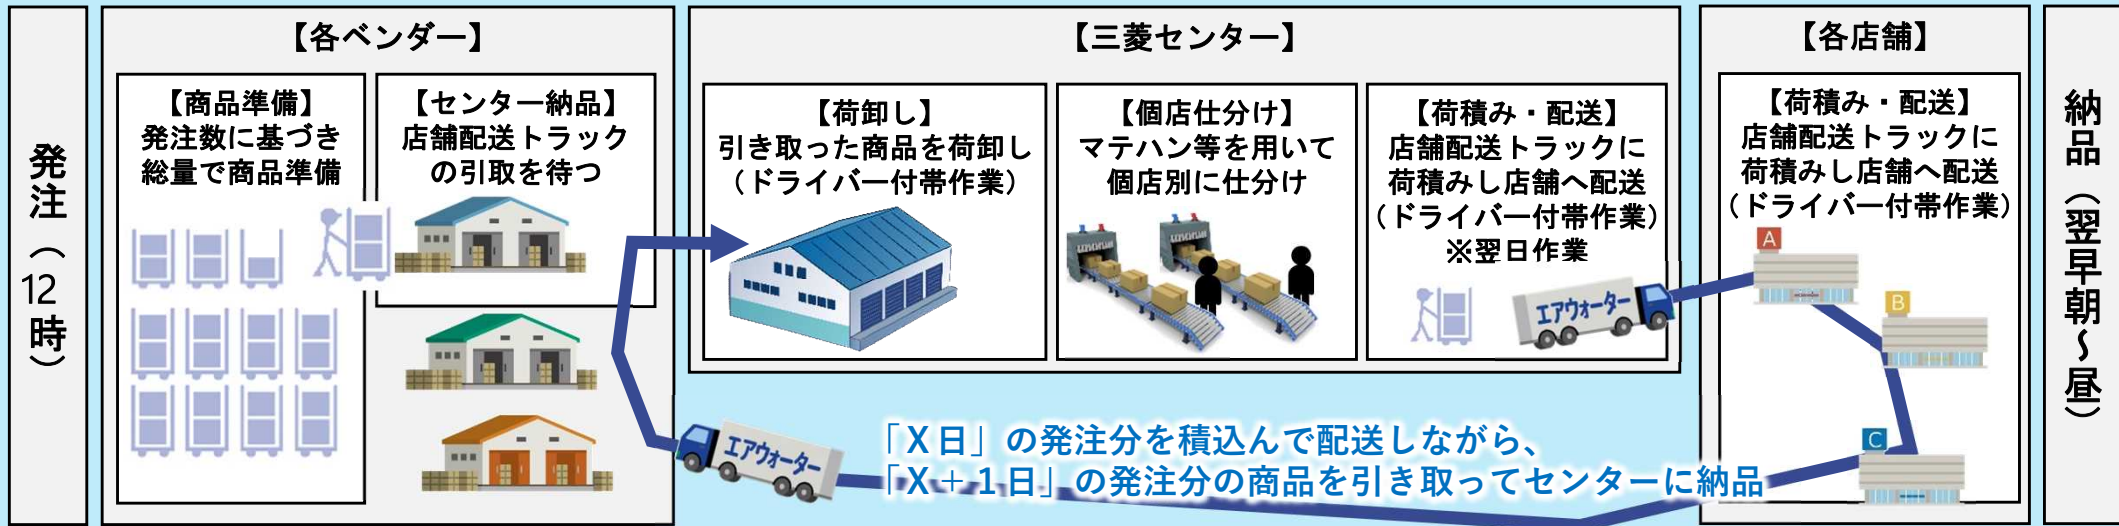 発注（12時）
【各ベンダー】
【商品準備】
発注数に基づき
総量で商品準備
【センター納品】
店舗配送トラック
の引取を待つ
【三菱センター】
【荷卸し】
引き取った商品を荷卸し
（ドライバー付帯作業）
【個店仕分け】
マテハン等を用いて
個店別に仕分け
【荷積み・配送】
店舗配送トラックに
荷積みし店舗へ配送
（ドライバー付帯作業）
※翌日作業
エアウォーター
【各店舗】
【荷積み・配送】
店舗配送トラックに
荷積みし店舗へ配送
（ドライバー付帯作業）
A
B
C
エアウォーター
「X日」の発注分を積込んで配送しながら、
「X＋1日」の発注分の商品を引き取ってセンターに納品
納品（翌早朝～昼）